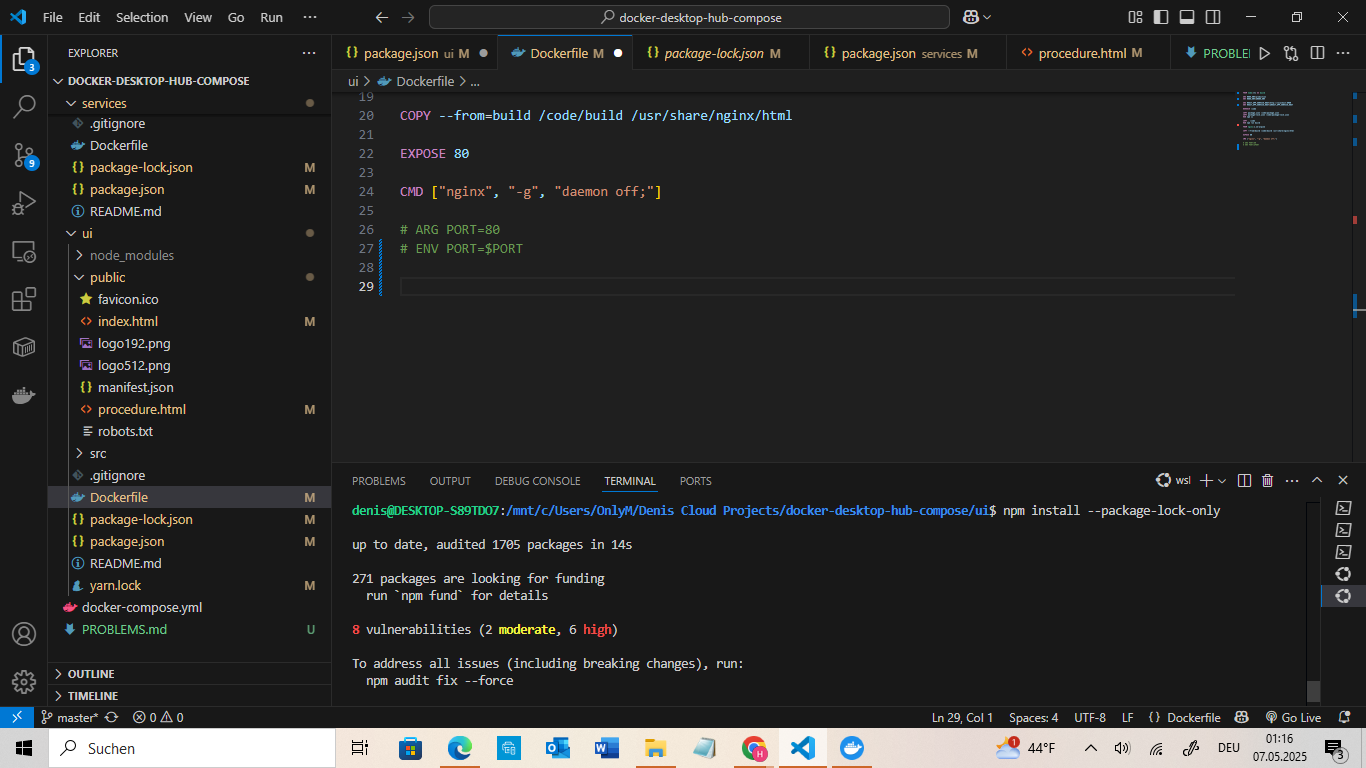 File Edit Selection View Go Run ··· docker-desktop-hub-compose
EXPLORER ···
DOCKER-DESKTOP-HUB-COMPOSE
services
.gitignore
Dockerfile
package-lock.json M
package.json M
README.md
ui
node_modules
public
favicon.ico
index.html M
logo192.png
logo512.png
manifest.json
procedure.html M
robots.txt
src
.gitignore
Dockerfile M
package-lock.json M
package.json M
README.md
yarn.lock M
docker-compose.yml
PROBLEMS.md U
OUTLINE
TIMELINE
3
9
package.json ui M Dockerfile M package-lock.json M package.json services M procedure.html M PROBLEI
ui > Dockerfile > ...
19
20 COPY --from=build /code/build /usr/share/nginx/html
21
22 EXPOSE 80
23
24 CMD ["nginx", "-g", "daemon off;"]
25
26 # ARG PORT=80
27 # ENV PORT=$PORT
28
29
PROBLEMS OUTPUT DEBUG CONSOLE TERMINAL PORTS wsl
denis@DESKTOP-S89TDO7:/mnt/c/Users/OnlyM/Denis Cloud Projects/docker-desktop-hub-compose/ui$ npm install --package-lock-only
up to date, audited 1705 packages in 14s
271 packages are looking for funding
run `npm fund` for details
8 vulnerabilities (2 moderate, 6 high)
To address all issues (including breaking changes), run:
npm audit fix --force
master* 0 0 Ln 29, Col 1 Spaces: 4 UTF-8 LF {} Dockerfile Go Live
Suchen 1 44°F DEU 01:16
07.05.2025 3